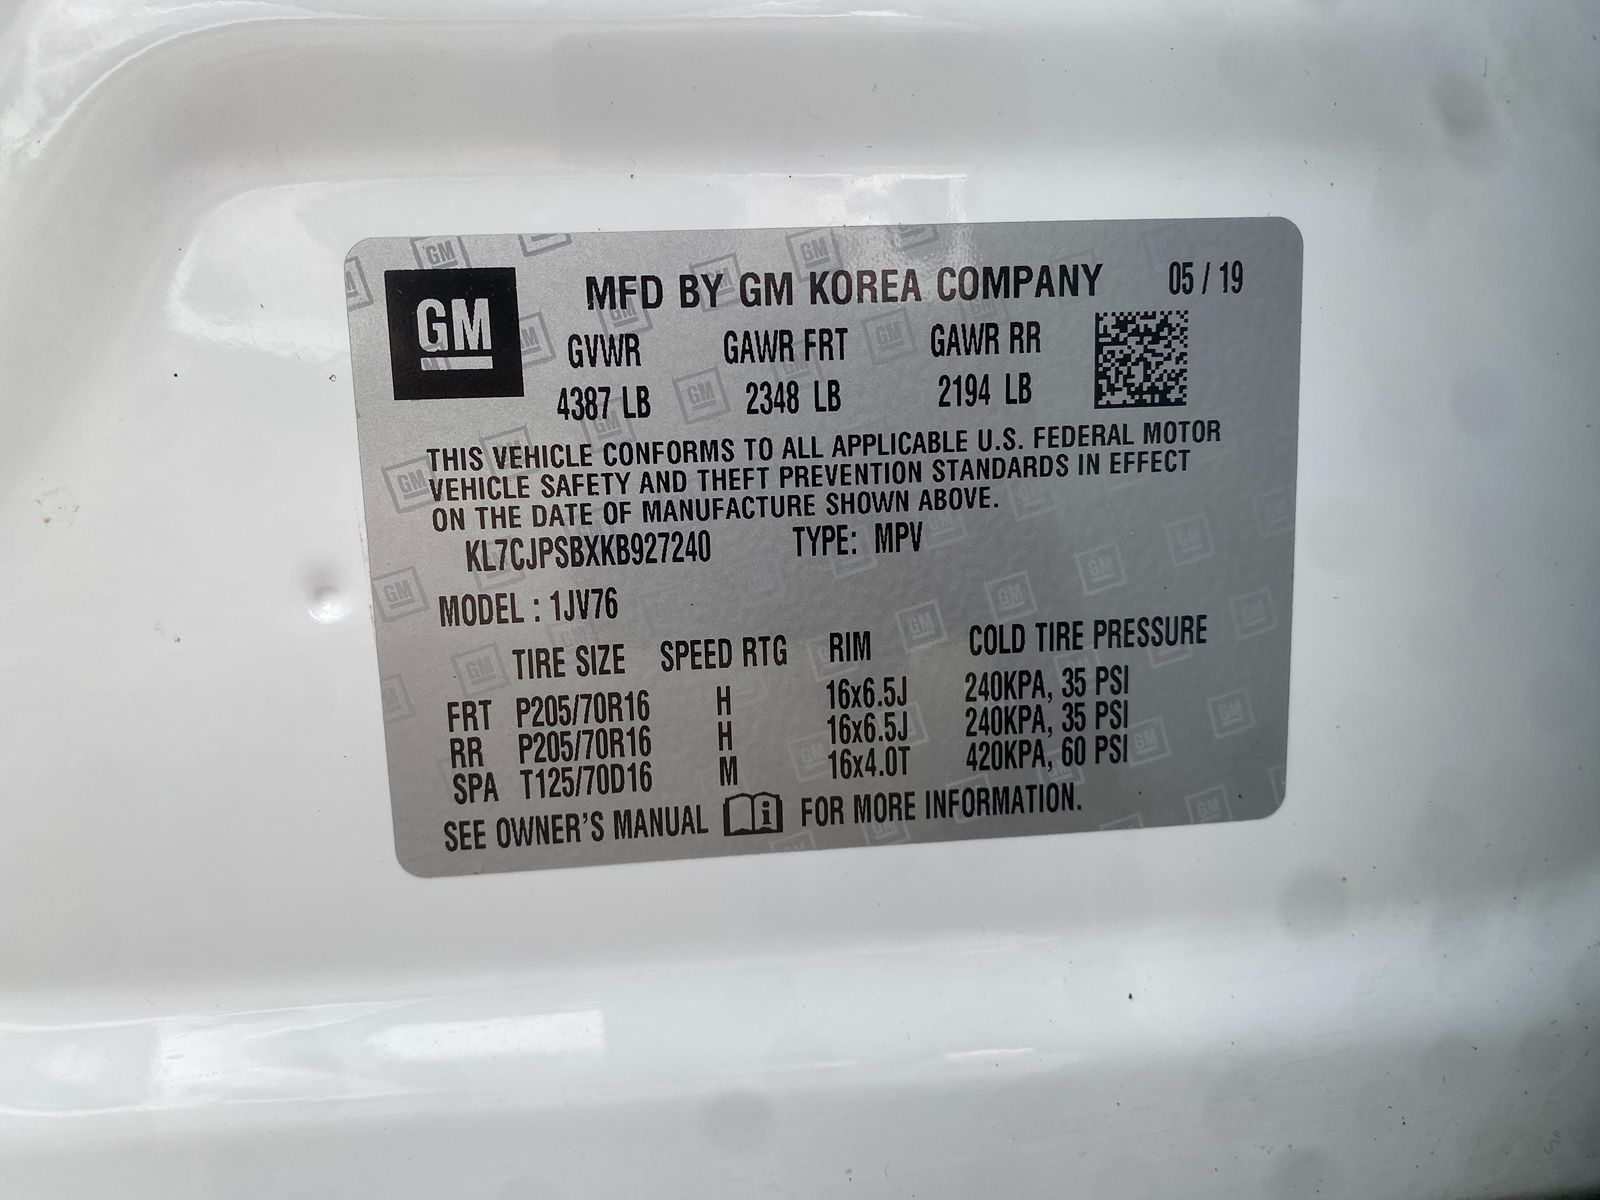 GM
MFD BY GM KOREA COMPANY 05 / 19
GVWR GAWR FRT GAWR RR
4387 LB 2348 LB 2194 LB
THIS VEHICLE CONFORMS TO ALL APPLICABLE U.S. FEDERAL MOTOR
VEHICLE SAFETY AND THEFT PREVENTION STANDARDS IN EFFECT
ON THE DATE OF MANUFACTURE SHOWN ABOVE.
KL7CJPSBXKB927240 TYPE: MPV
MODEL : 1JV76
TIRE SIZE SPEED RTG RIM COLD TIRE PRESSURE
FRT P205/70R16 H 16x6.5J 240KPA, 35 PSI
RR P205/70R16 H 16x6.5J 240KPA, 35 PSI
SPA T125/70D16 M 16x4.0T 420KPA, 60 PSI
SEE OWNER'S MANUAL FOR MORE INFORMATION.